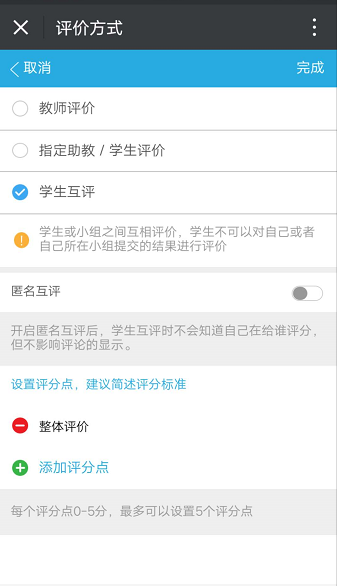 评价方式
取消
完成
教师评价
指定助教 / 学生评价
学生互评
学生或小组之间互相评价，学生不可以对自己或者
自己所在小组提交的结果进行评价
匿名互评
开启匿名互评后，学生互评时不会知道自己在给谁评分，
但不影响评论的显示。
设置评分点，建议简述评分标准
整体评价
添加评分点
每个评分点0-5分，最多可以设置5个评分点